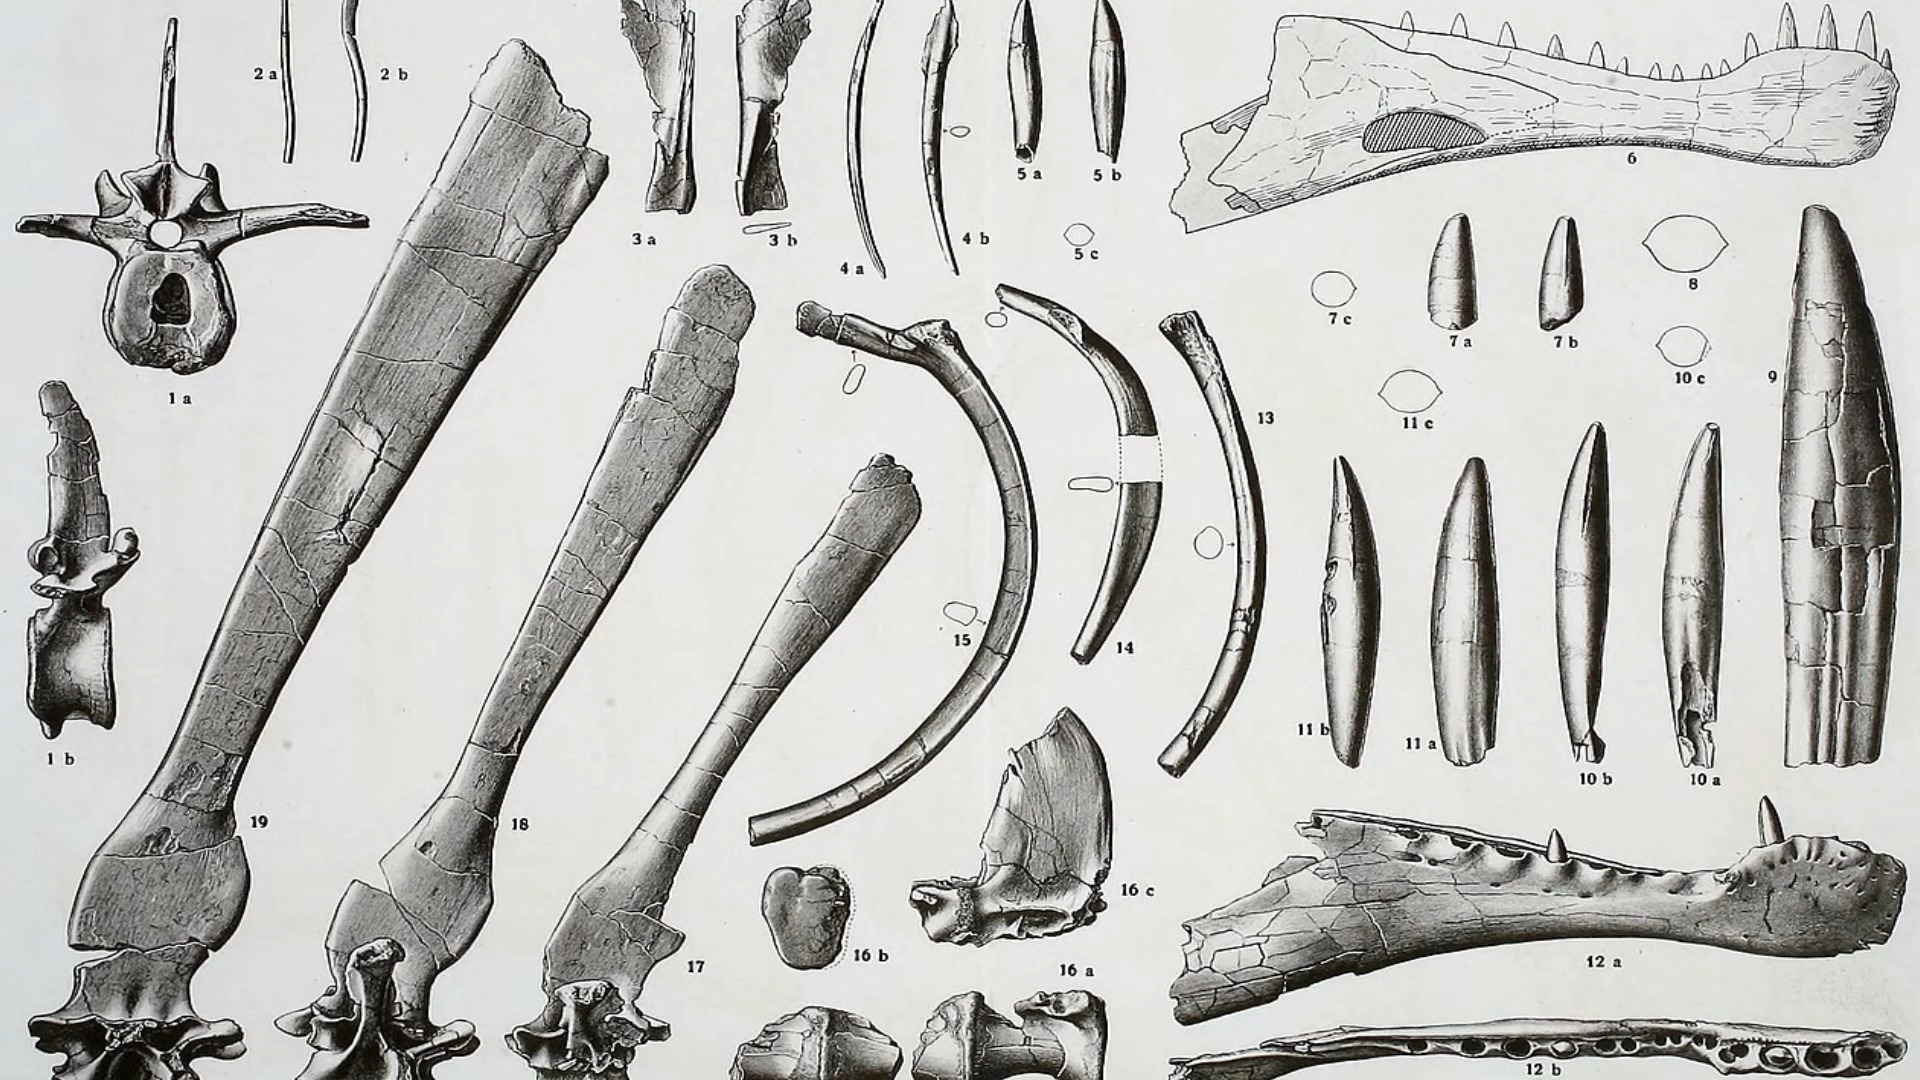 2 a
2 b
6
5 a
5 b
3 a
3 b
4 b
5 c
4 a
8
7 c
7 a
7 b
10 c
9
1 a
11 c
13
15
14
11 b
11 a
1 b
10 b
10 a
19
18
16 c
16 b
17
16 a
12 a
12 b